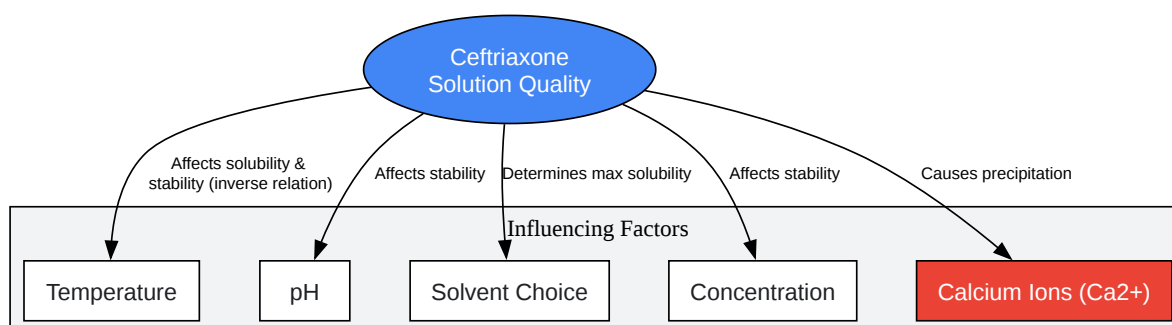 Ceftriaxone
Solution Quality
Affects solubility &
stability (inverse relation)
Affects stability
Determines max solubility
Affects stability
Causes precipitation
Influencing Factors
Temperature
pH
Solvent Choice
Concentration
Calcium Ions (Ca2+)